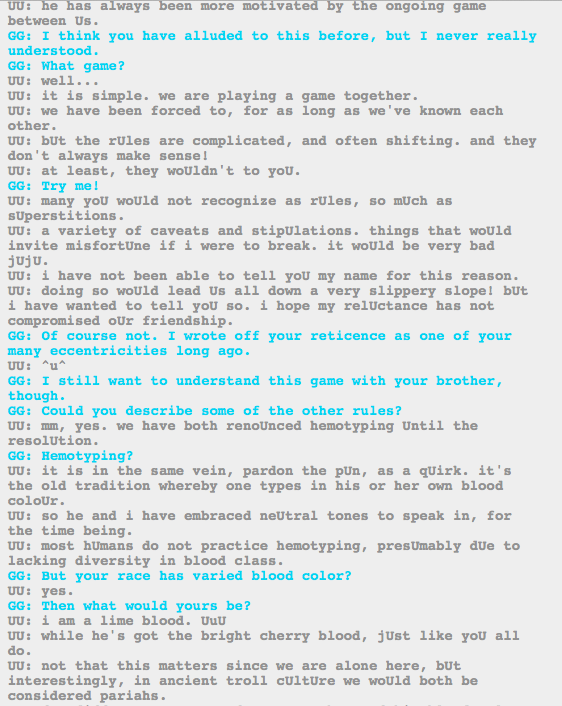 UU: he has always been more motivated by the ongoing game
between Us.
GG: I think you have alluded to this before, but I never really
understood.
GG: What game?
UU: well...
UU: it is simple. we are playing a game together.
UU: we have been forced to, for as long as we've known each
other.
UU: bUt the rUles are complicated, and often shifting. and they
don't always make sense!
UU: at least, they woUldn't to yoU.
GG: Try me!
UU: many yoU woUld not recognize as rUles, so mUch as
sUperstitions.
UU: a variety of caveats and stipUlations. things that woUld
invite misfortUne if i were to break. it woUld be very bad
jUjU.
UU: i have not been able to tell yoU my name for this reason.
UU: doing so woUld lead Us all down a very slippery slope! bUt
i have wanted to tell yoU so. i hope my relUctance has not
compromised oUr friendship.
GG: Of course not. I wrote off your reticence as one of your
many eccentricities long ago.
UU: ^u^
GG: I still want to understand this game with your brother,
though.
GG: Could you describe some of the other rules?
UU: mm, yes. we have both renoUnced hemotyping Until the
resolUtion.
GG: Hemotyping?
UU: it is in the same vein, pardon the pUn, as a qUirk. it's
the old tradition whereby one types in his or her own blood
coloUr.
UU: so he and i have embraced neUtral tones to speak in, for
the time being.
UU: most hUmans do not practice hemotyping, presUmably dUe to
lacking diversity in blood class.
GG: But your race has varied blood color?
UU: yes.
GG: Then what would yours be?
UU: i am a lime blood. UuU
UU: while he's got the bright cherry blood, jUst like yoU all
do.
UU: not that this matters since we are alone here, bUt
interestingly, in ancient troll cUltUre we woUld both be
considered pariahs.